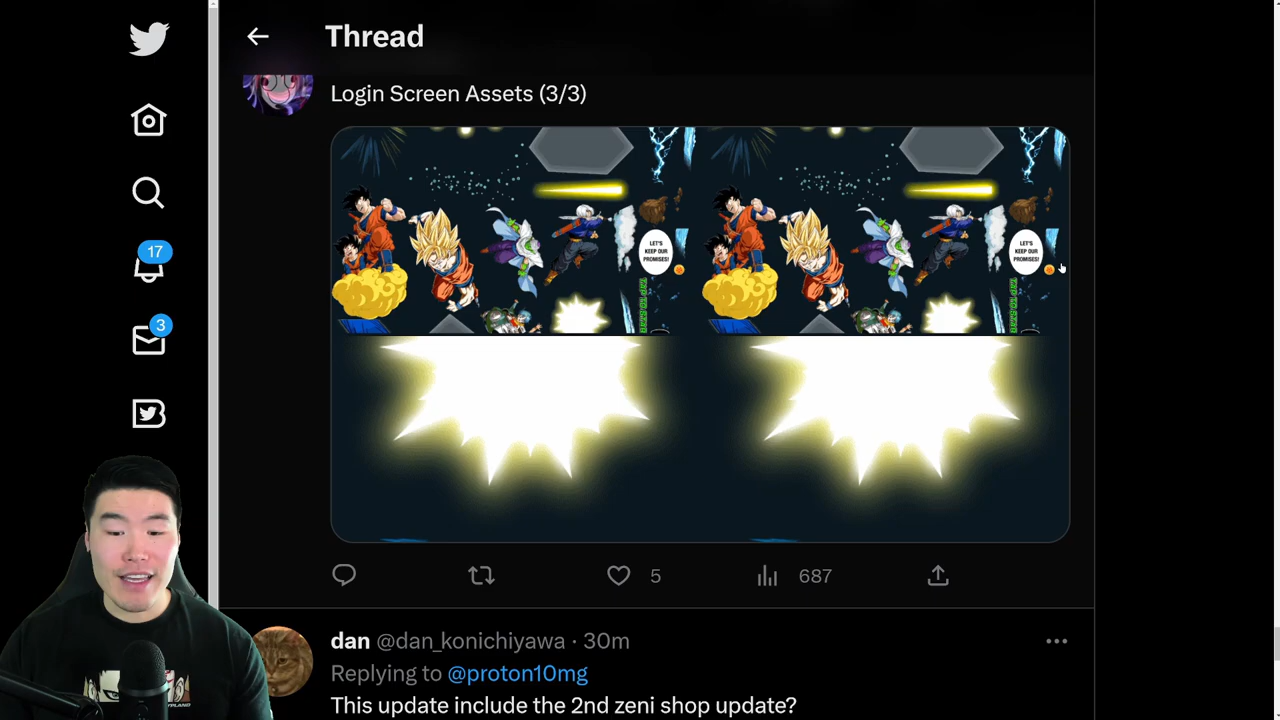 Thread
Login Screen Assets (3/3)
LET'S
KEEP OUR
PROMISES!
LET'S
KEEP OUR
PROMISES!
17
3
5
687
dan @dan_konichiyawa · 30m
Replying to @proton10mg
This update include the 2nd zeni shop update?